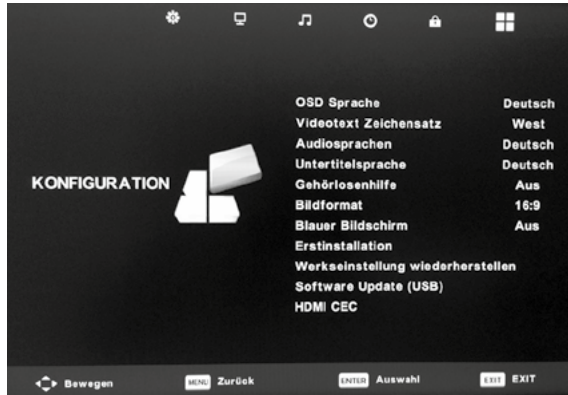 OSD Sprache Deutsch
Videotext Zeichensatz West
Audiosprachen Deutsch
Untertitelsprache Deutsch
KONFIGURATION
Gehörlosenhilfe Aus
Bildformat 16:9
Blauer Bildschirm Aus
Erstinstallation
Werkseinstellung wiederherstellen
Software Update (USB)
HDMI CEC
Bewegen MENU Zurück ENTER Auswahl EXIT EXIT